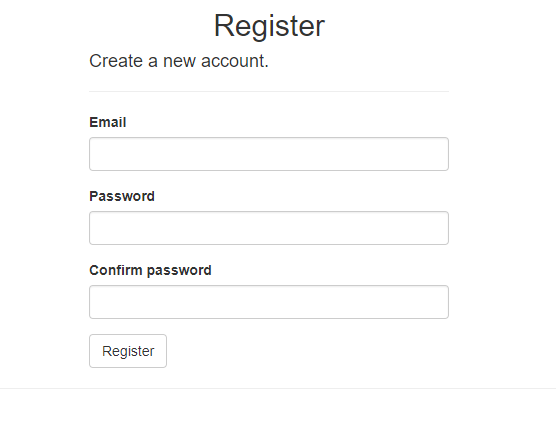 Register
Create a new account.
Email
Password
Confirm password
Register